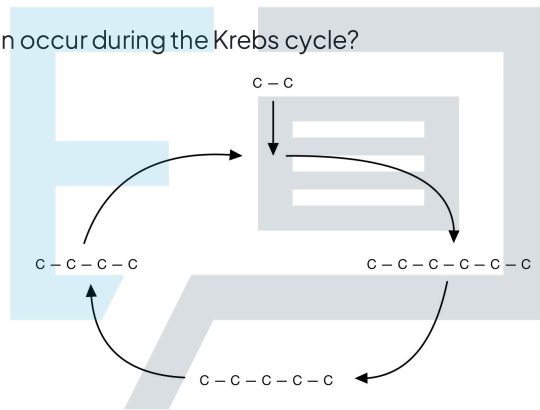 n occur during the Krebs cycle?
C – C
C – C – C – C
C – C – C – C – C – C
C – C – C – C – C